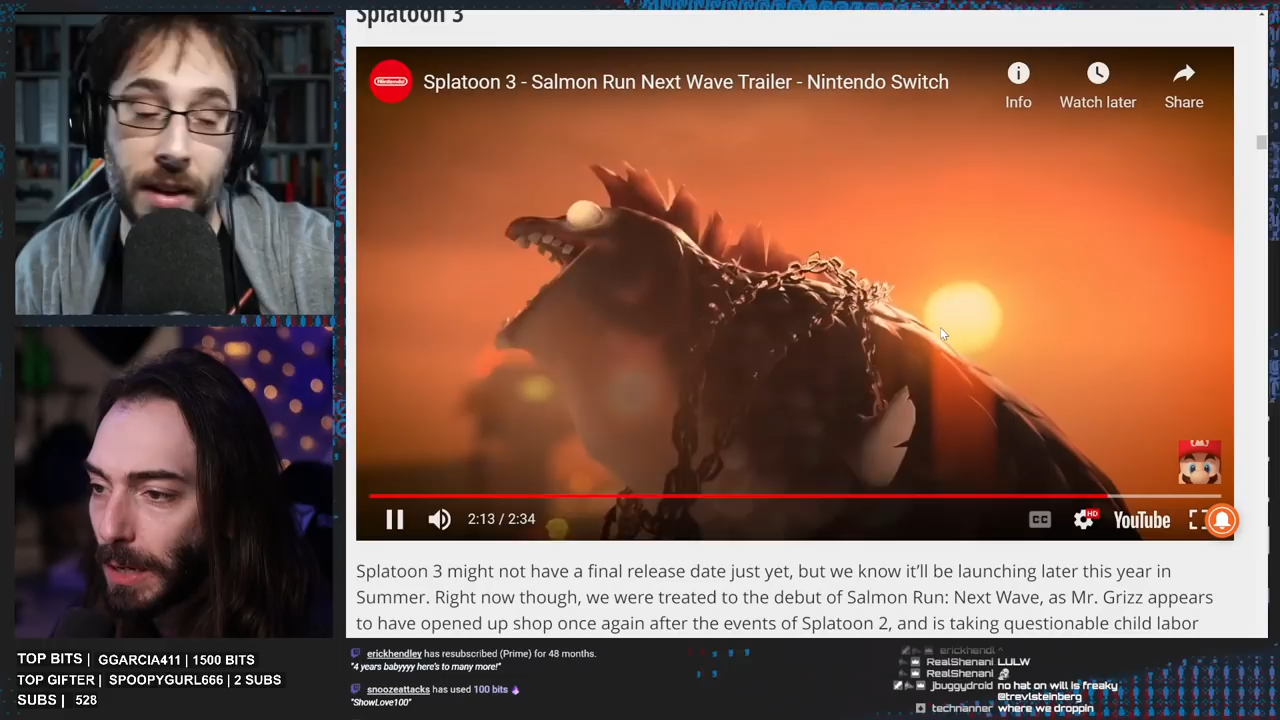 Splatoon 3
Nintendo
Splatoon 3 - Salmon Run Next Wave Trailer - Nintendo Switch
Info
Watch later
Share
2:13 / 2:34
CC
HD
YouTube
Splatoon 3 might not have a final release date just yet, but we know it'll be launching later this year in
Summer. Right now though, we were treated to the debut of Salmon Run: Next Wave, as Mr. Grizz appears
to have opened up shop once again after the events of Splatoon 2, and is taking questionable child labor
TOP BITS | GGARCIA411 | 1500 BITS
TOP GIFTER | SPOOPYGURL666 | 2 SUBS
SUBS | 528
erickhendley has resubscribed (Prime) for 48 months.
"4 years babyyyy here's to many more!"
snoozeattacks has used 100 bits
"ShowLove100"
erickhendl ^
RealShenani LULW
RealShenani
jbuggydroid no hat on will is freaky
@trevlsteinberg
technanner where we droppin